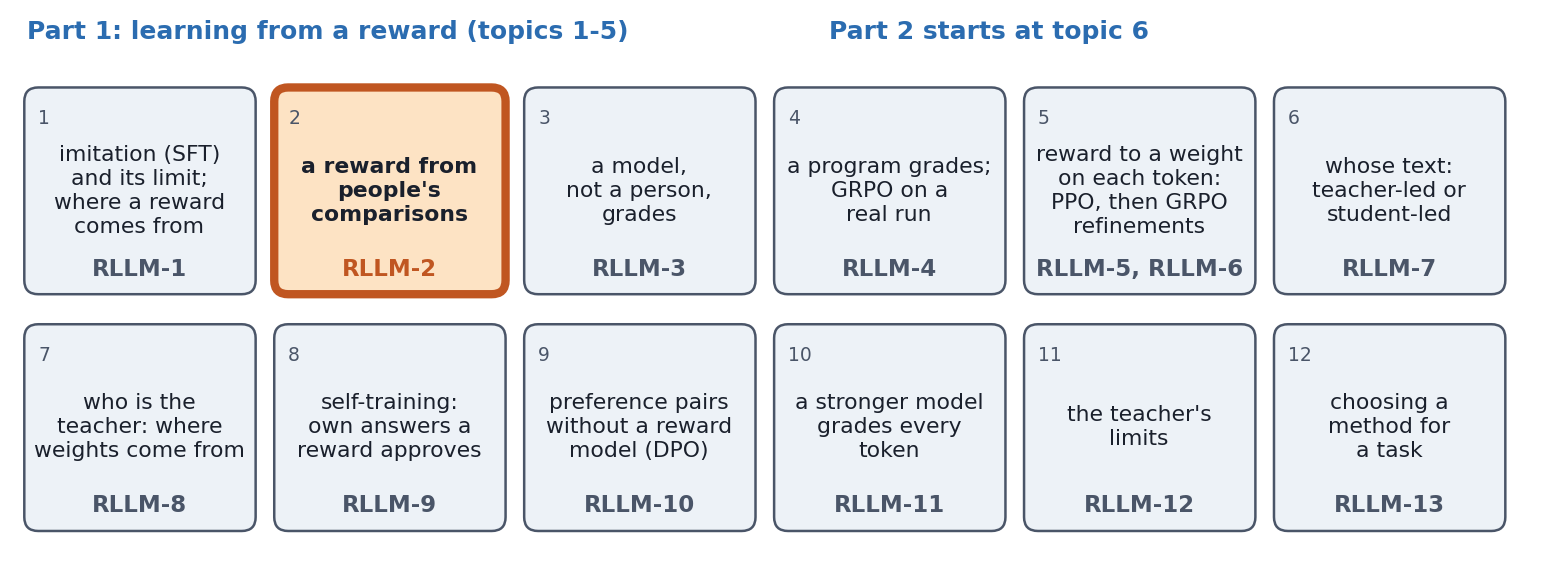 Part 1: learning from a reward (topics 1-5)
Part 2 starts at topic 6
1
imitation (SFT)
and its limit;
where a reward
comes from
RLLM-1
2
a reward from
people's
comparisons
RLLM-2
3
a model,
not a person,
grades
RLLM-3
4
a program grades;
GRPO on a
real run
RLLM-4
5
reward to a weight
on each token:
PPO, then GRPO
refinements
RLLM-5, RLLM-6
6
whose text:
teacher-led or
student-led
RLLM-7
7
who is the
teacher: where
weights come from
RLLM-8
8
self-training:
own answers a
reward approves
RLLM-9
9
preference pairs
without a reward
model (DPO)
RLLM-10
10
a stronger model
grades every
token
RLLM-11
11
the teacher's
limits
RLLM-12
12
choosing a
method for
a task
RLLM-13